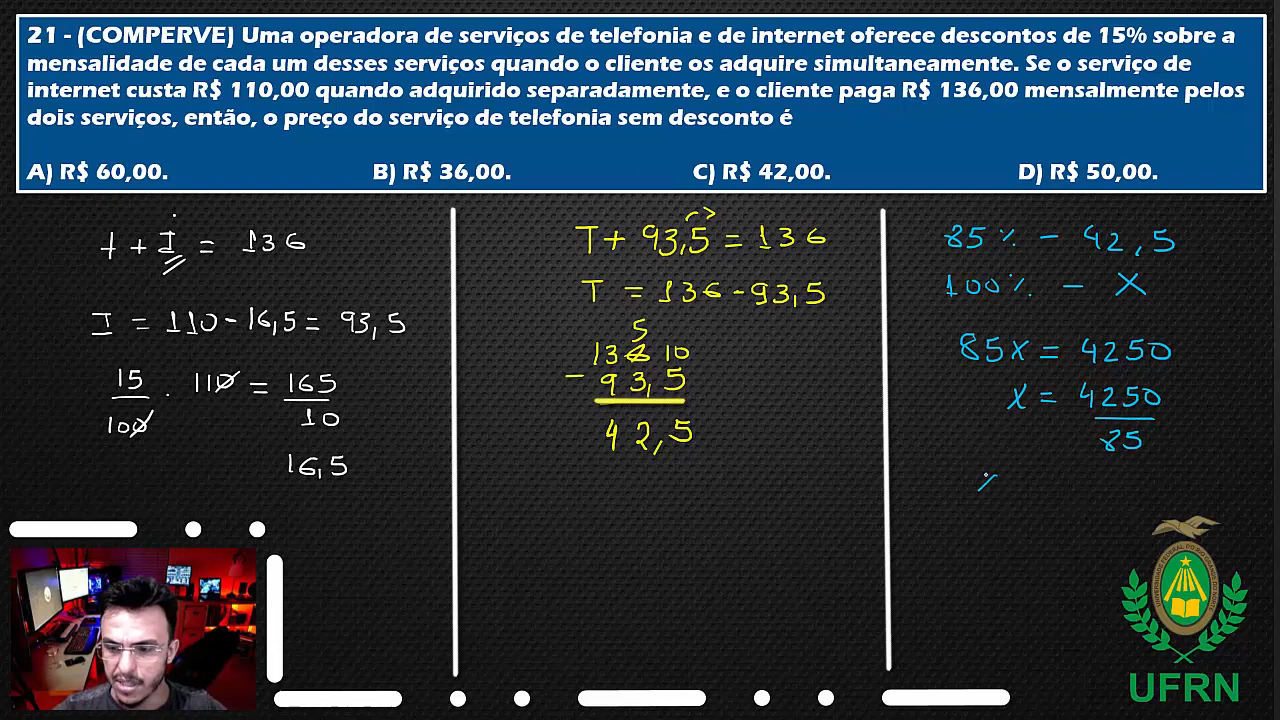 21 - (COMPERVE) Uma operadora de serviços de telefonia e de internet oferece descontos de 15% sobre a
mensalidade de cada um desses serviços quando o cliente os adquire simultaneamente. Se o serviço de
internet custa R$ 110,00 quando adquirido separadamente, e o cliente paga R$ 136,00 mensalmente pelos
dois serviços, então, o preço do serviço de telefonia sem desconto é
A) R$ 60,00. B) R$ 36,00. C) R$ 42,00. D) R$ 50,00.
t + I = 136
I = 110 - 16,5 = 93,5
15/100 . 110 = 165/10
16,5
T + 93,5 = 136
T = 136 - 93,5
5
136 10
- 93,5
42,5
85% - 42,5
100% - X
85x = 4250
x = 4250
85
UFRN